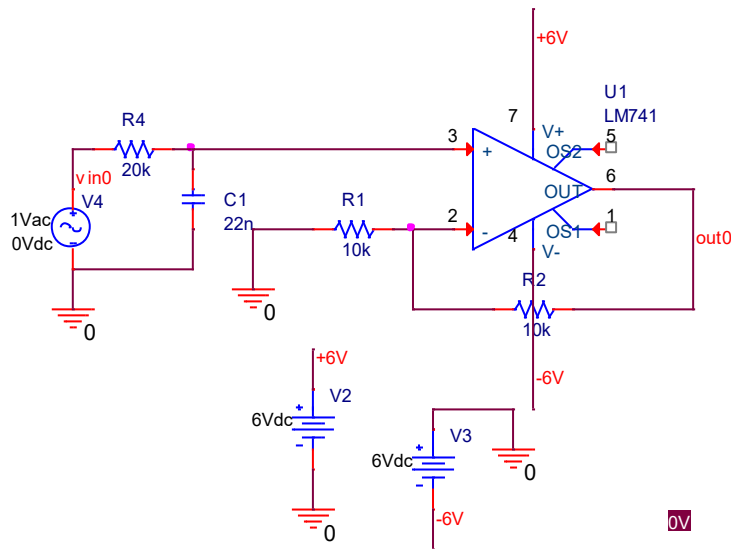 +6V
U1
LM741
R4
7
3
V+
5
OS2
+
20k
vin0
V4
C1
22n
R1
6
OUT
1Vac
0Vdc
2
-
10k
4
OS1
1
V-
out0
R2
0
0
10k
+6V
-6V
V2
6Vdc
V3
6Vdc
0
0
-6V
0V